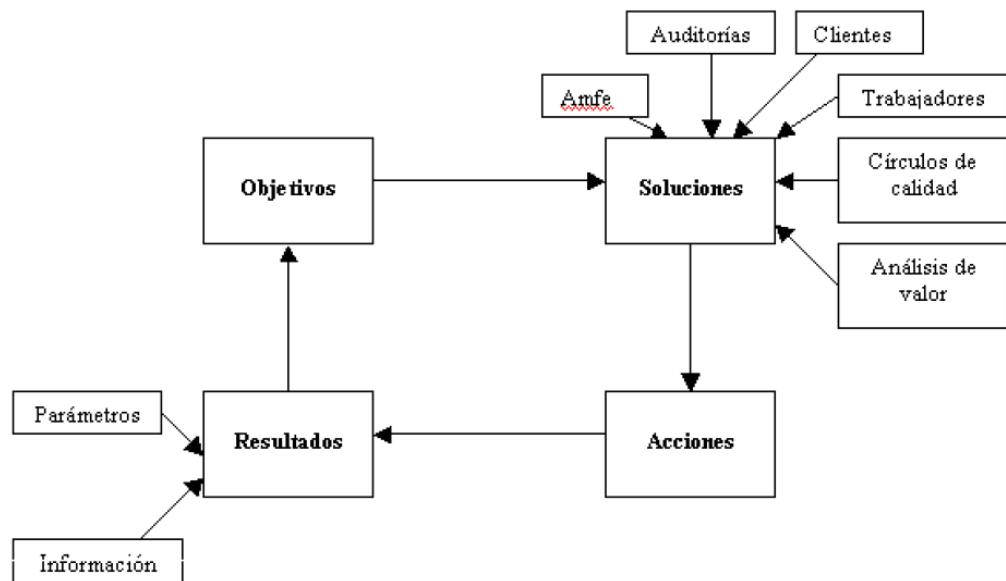 Auditorías
Clientes
Amfe
Trabajadores
Objetivos
Soluciones
Círculos de
calidad
Análisis de
valor
Parámetros
Resultados
Acciones
Información